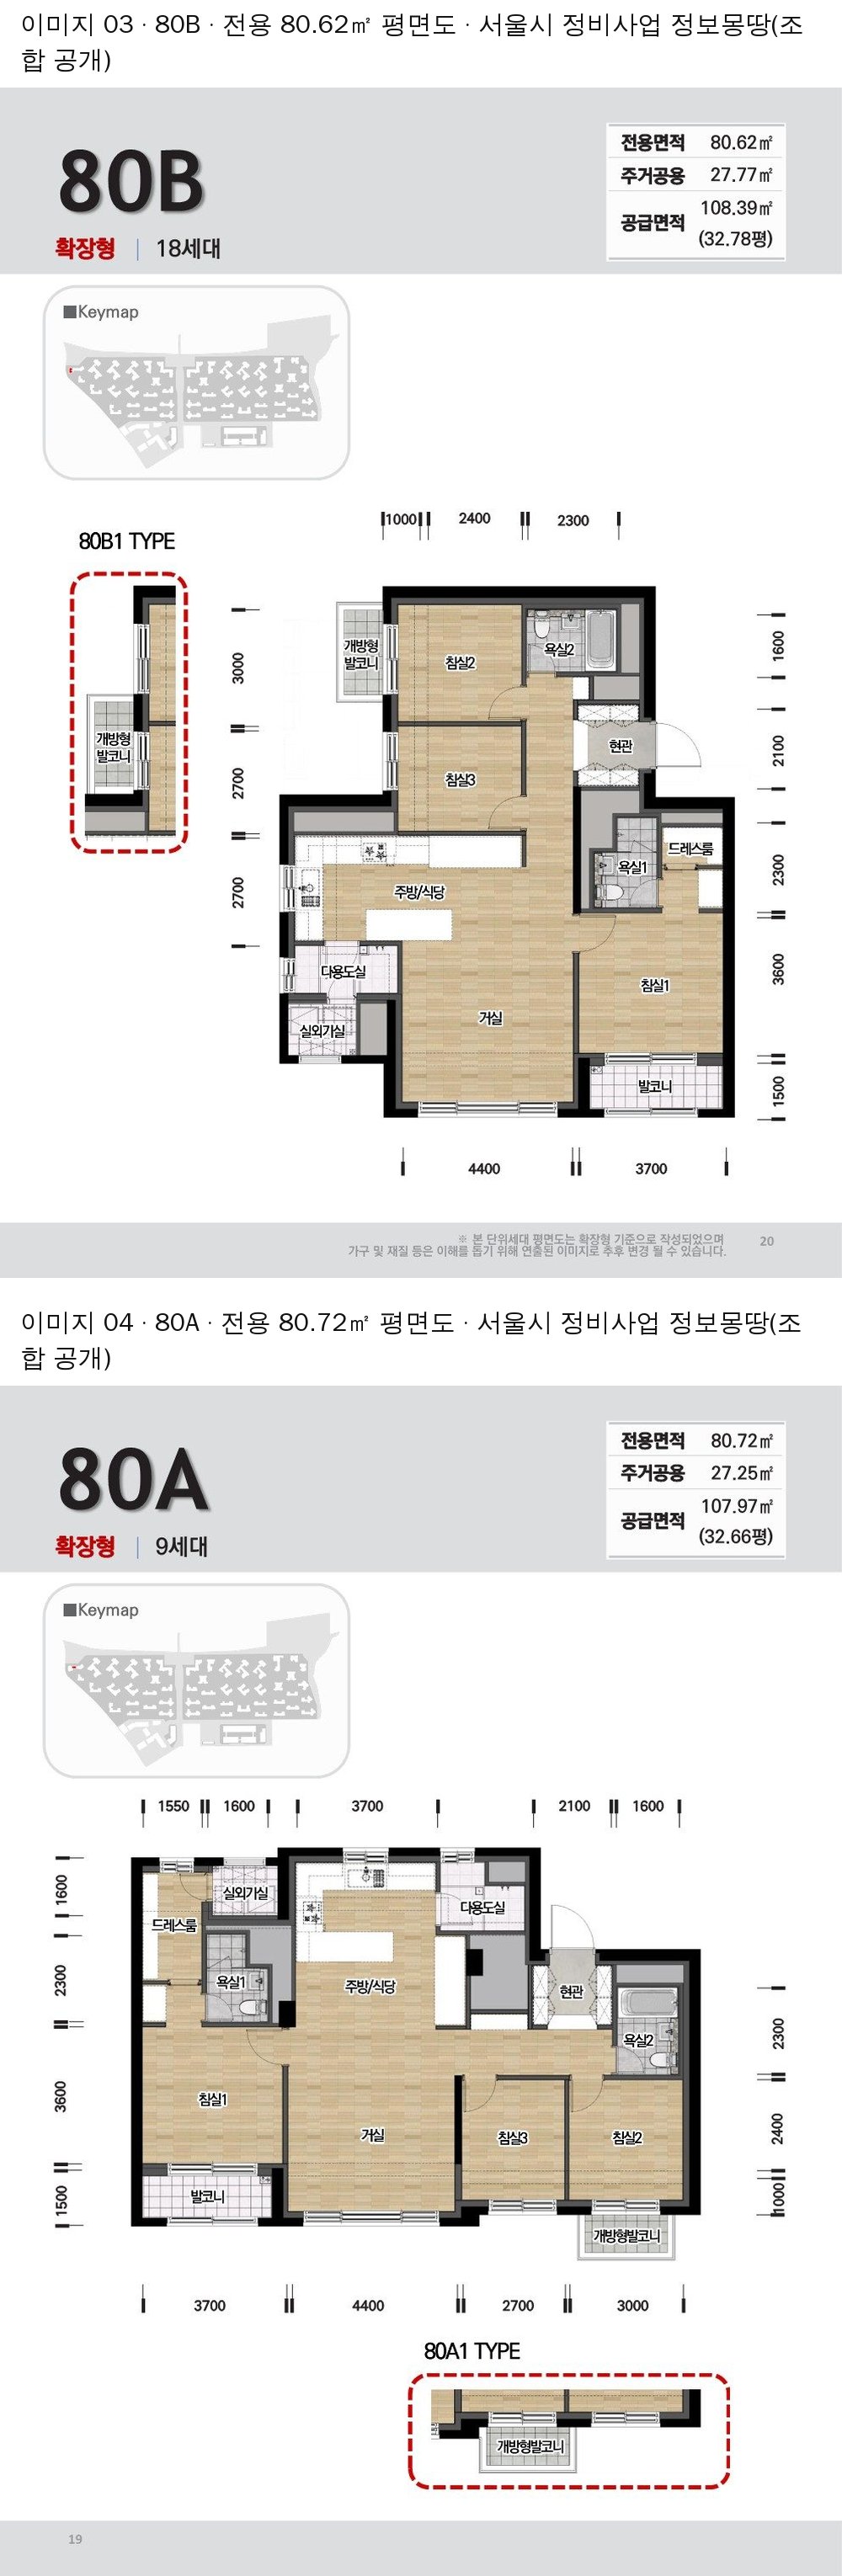 이미지 03 · 80B · 전용 80.62㎡ 평면도 · 서울시 정비사업 정보몽땅(조
합 공개)
80B
확장형 | 18세대
전용면적 80.62㎡
주거공용 27.77㎡
공급면적 108.39㎡
(32.78평)
■Keymap
80B1 TYPE
개방형
발코니
1000 2400 2300
3000
2700
2700
개방형
발코니
침실2
욕실2
현관
침실3
욕실1
드레스룸
주방/식당
다용도실
실외기실
거실
침실1
발코니
1600
2100
2300
3600
1500
4400 3700
※ 본 단위세대 평면도는 확장형 기준으로 작성되었으며
가구 및 재질 등은 이해를 돕기 위해 연출된 이미지로 추후 변경 될 수 있습니다.
20
이미지 04 · 80A · 전용 80.72㎡ 평면도 · 서울시 정비사업 정보몽땅(조
합 공개)
80A
확장형 | 9세대
전용면적 80.72㎡
주거공용 27.25㎡
공급면적 107.97㎡
(32.66평)
■Keymap
1550 1600 3700 2100 1600
1600
2300
3600
1500
드레스룸
실외기실
욕실1
주방/식당
다용도실
현관
욕실2
침실1
거실
침실3
침실2
발코니
개방형발코니
2300
2400
1000
3700 4400 2700 3000
80A1 TYPE
개방형발코니
19